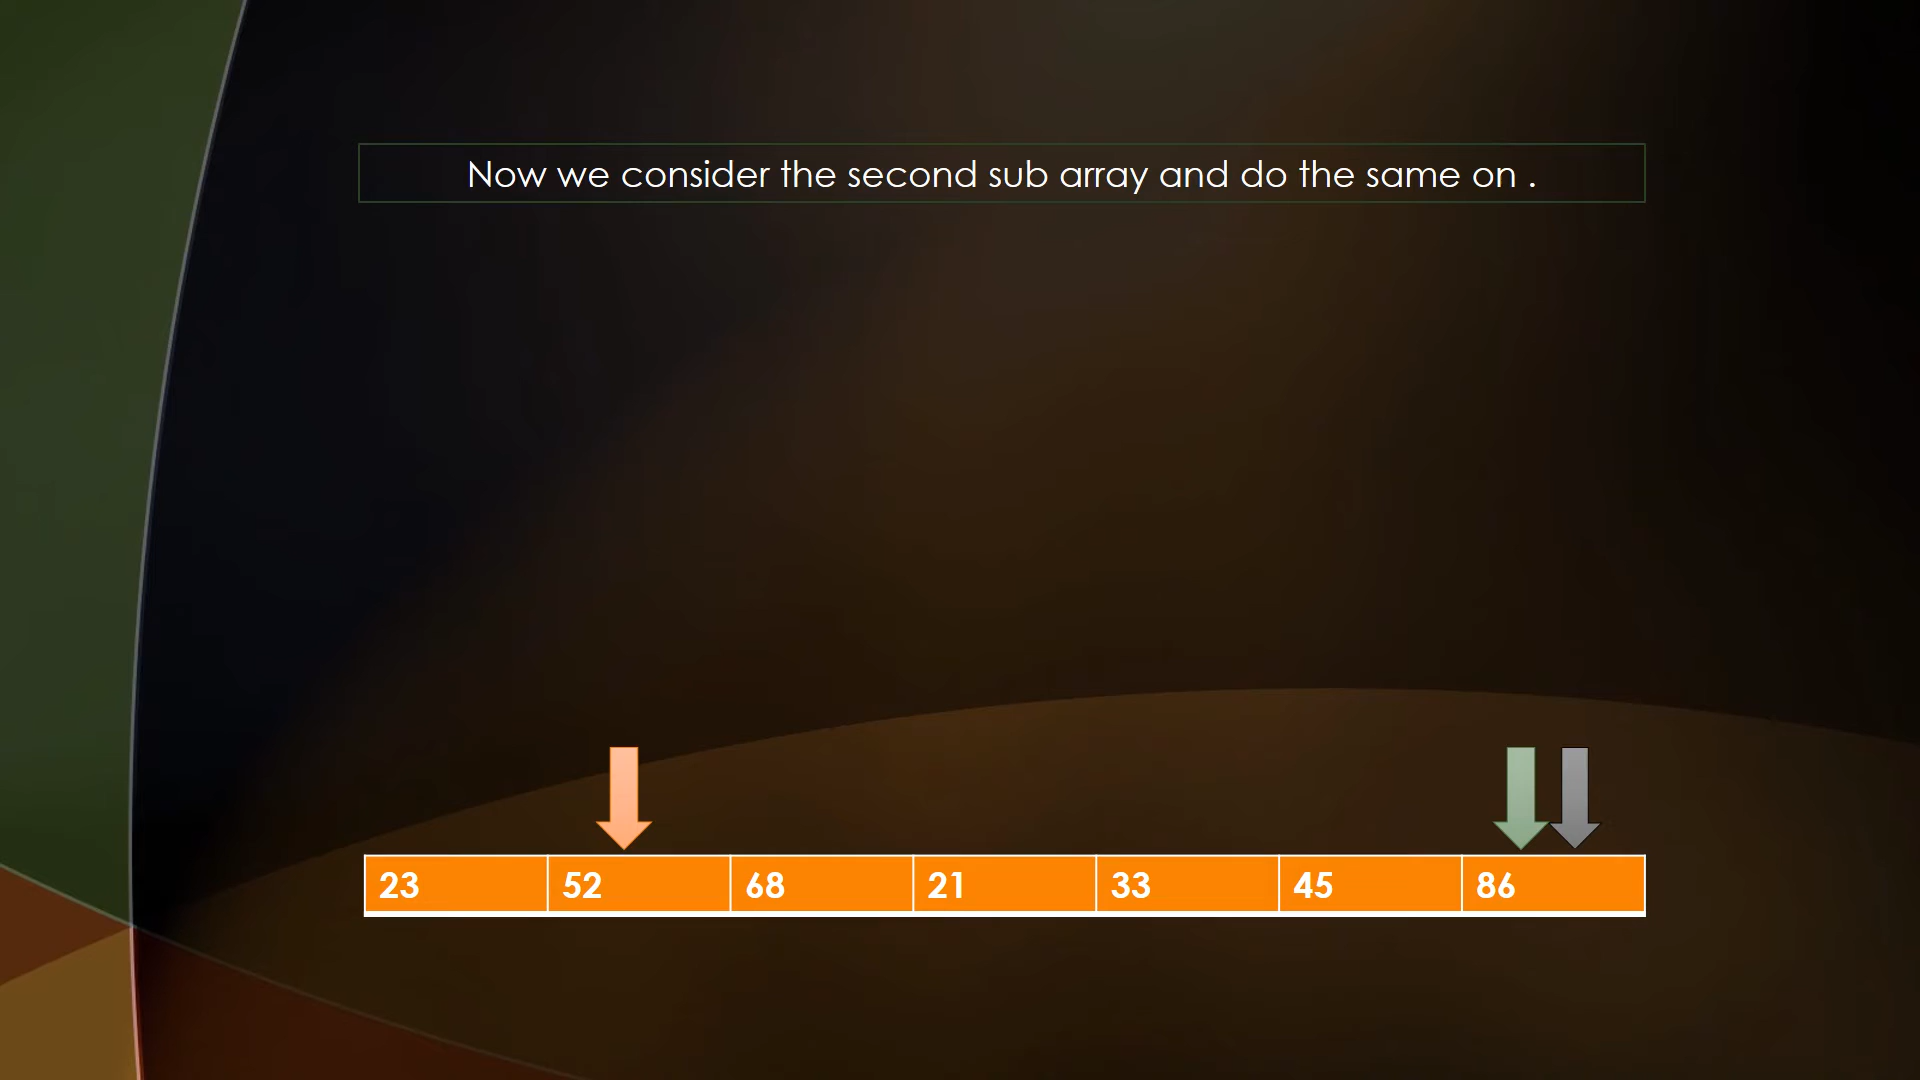 Now we consider the second sub array and do the same on .
23 52 68 21 33 45 86